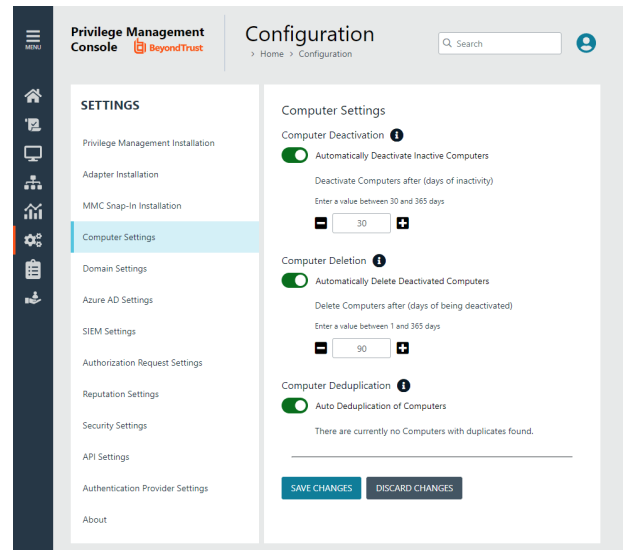 MENU
Privilege Management
Console BeyondTrust
Configuration
> Home > Configuration
Search
SETTINGS
Privilege Management Installation
Adapter Installation
MMC Snap-In Installation
Computer Settings
Domain Settings
Azure AD Settings
SIEM Settings
Authorization Request Settings
Reputation Settings
Security Settings
API Settings
Authentication Provider Settings
About
Computer Settings
Computer Deactivation
Automatically Deactivate Inactive Computers
Deactivate Computers after (days of inactivity)
Enter a value between 30 and 365 days
30
Computer Deletion
Automatically Delete Deactivated Computers
Delete Computers after (days of being deactivated)
Enter a value between 1 and 365 days
90
Computer Deduplication
Auto Deduplication of Computers
There are currently no Computers with duplicates found.
SAVE CHANGES DISCARD CHANGES